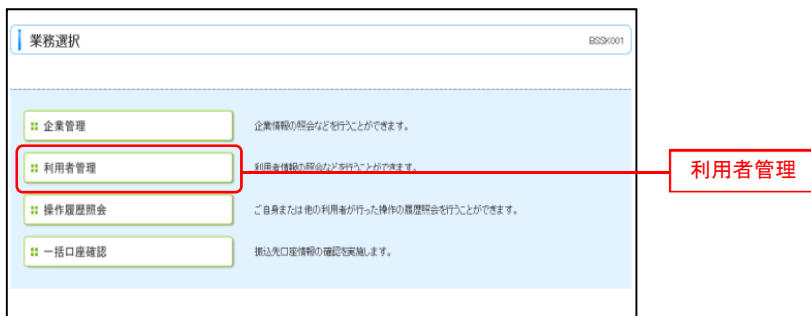 業務選択
BSSK001
企業管理
企業情報の照会などを行うことができます。
利用者管理
利用者情報の照会などを行うことができます。
利用者管理
操作履歴照会
ご自身または他の利用者が行った操作の履歴照会を行うことができます。
一括口座確認
振込先口座情報の確認を実施します。